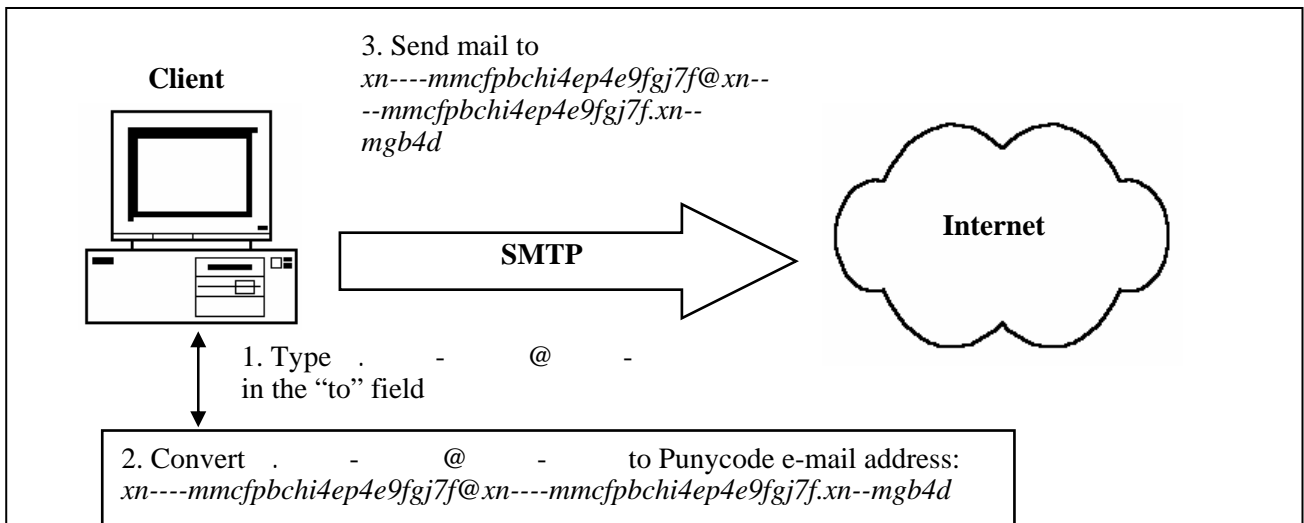 3. Send mail to
xn----mmcfpbchi4ep4e9fgj7f@xn--
--mmcfpbchi4ep4e9fgj7f.xn--
mgb4d
Client
Internet
SMTP
1. Type . - @ -
in the “to” field
2. Convert . - @ - to Punycode e-mail address:
xn----mmcfpbchi4ep4e9fgj7f@xn----mmcfpbchi4ep4e9fgj7f.xn--mgb4d